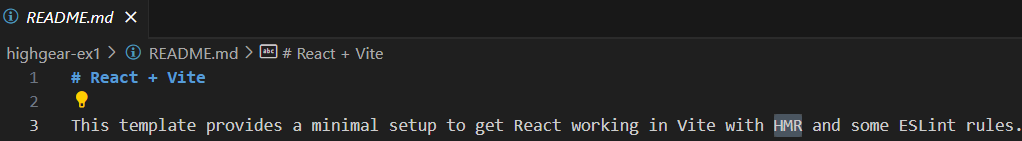 README.md
highgear-ex1 > README.md > # React + Vite
1 # React + Vite
2
3 This template provides a minimal setup to get React working in Vite with HMR and some ESLint rules.